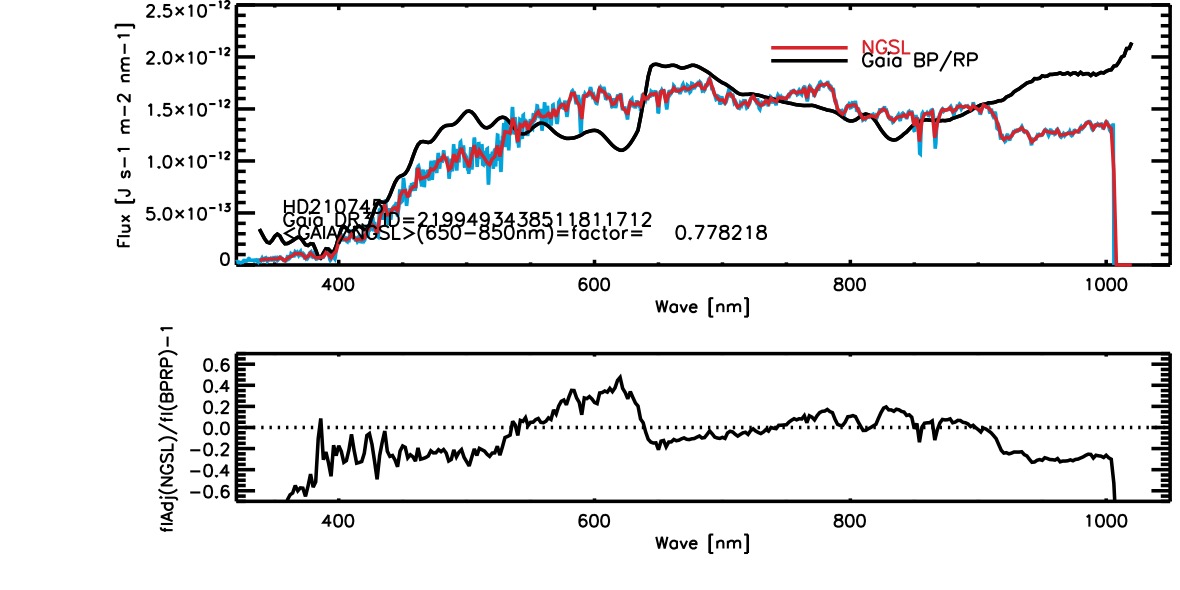 2.5×10−12
2.0×10−12
1.5×10−12
1.0×10−12
5.0×10−13
0
Flux [J s−1 m−2 nm−1]
NGSL
Gaia BP/RP
Gaia DR3 ID=2199493438511811712
<GAIA/NGSL>(650−850nm)=factor= 0.778218
400 600 800 1000
Wave [nm]
0.6
0.4
0.2
0.0
−0.2
−0.4
−0.6
flAdj(NGSL)/fl(BPRP)−1
400 600 800 1000
Wave [nm]